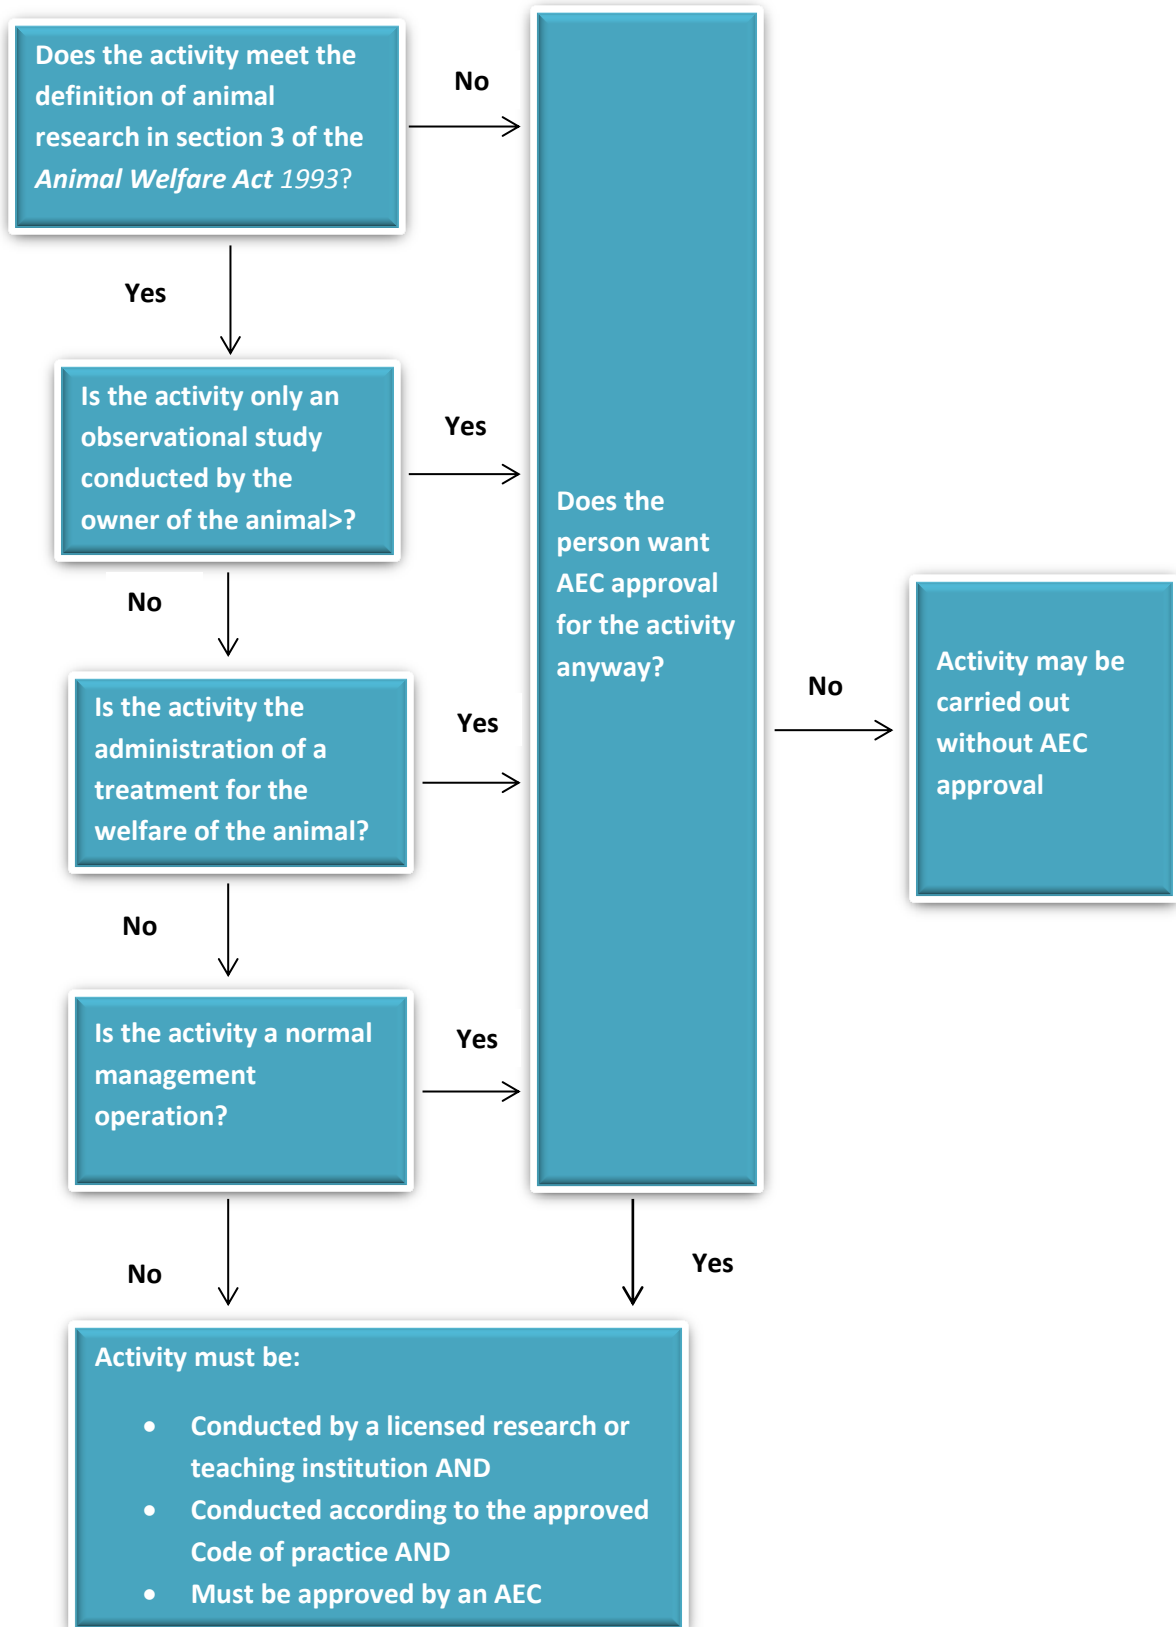 Does the activity meet the
definition of animal
research in section 3 of the
Animal Welfare Act 1993?
No
Yes
Is the activity only an
observational study
conducted by the
owner of the animal>?
Yes
No
Is the activity the
administration of a
treatment for the
welfare of the animal?
Yes
No
Is the activity a normal
management
operation?
Yes
No
Does the
person want
AEC approval
for the activity
anyway?
No
Activity may be
carried out
without AEC
approval
Yes
Activity must be:
• Conducted by a licensed research or
teaching institution AND
• Conducted according to the approved
Code of practice AND
• Must be approved by an AEC